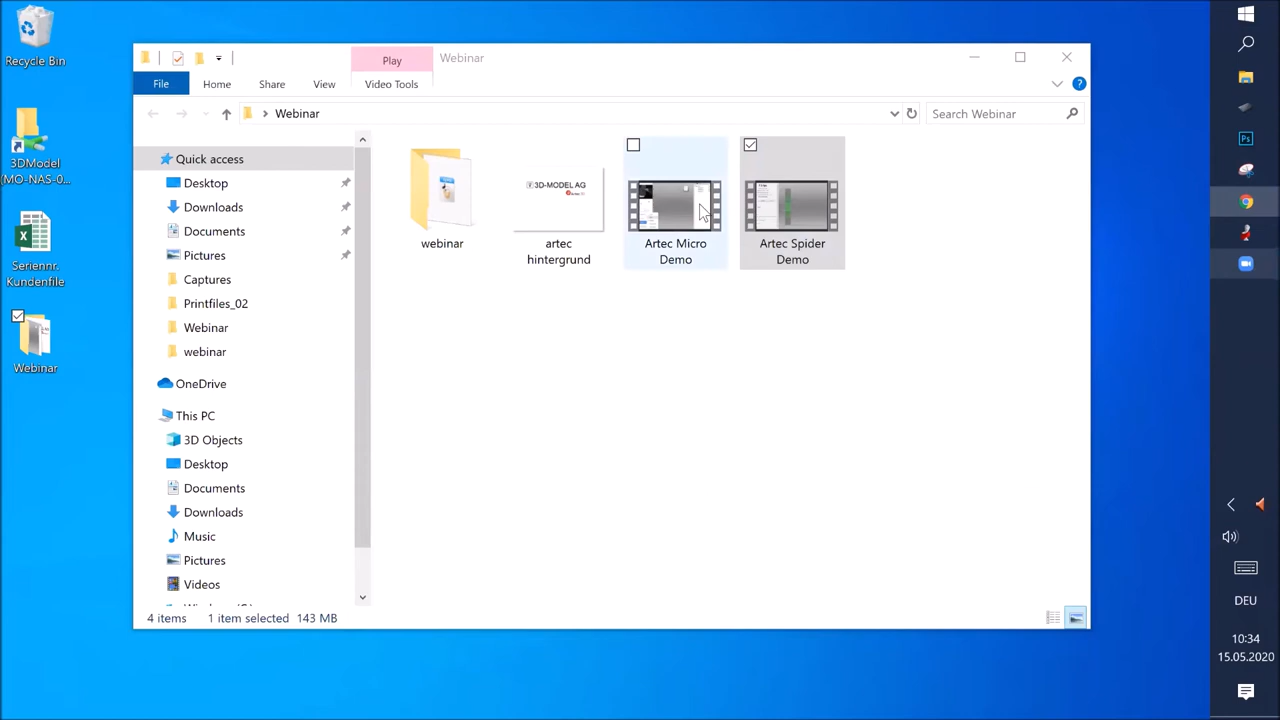 Recycle Bin
3DModel
(MO-NAS-0...
Seriennr.
Kundenfile
Webinar
Play
Webinar
File
Home
Share
View
Video Tools
Webinar
Search Webinar
Quick access
Desktop
Downloads
Documents
Pictures
Captures
Printfiles_02
Webinar
webinar
OneDrive
This PC
3D Objects
Desktop
Documents
Downloads
Music
Pictures
Videos
webinar
3D-MODEL AG
artec
hintergrund
Artec Micro
Demo
Artec Spider
Demo
4 items
1 item selected
143 MB
DEU
10:34
15.05.2020